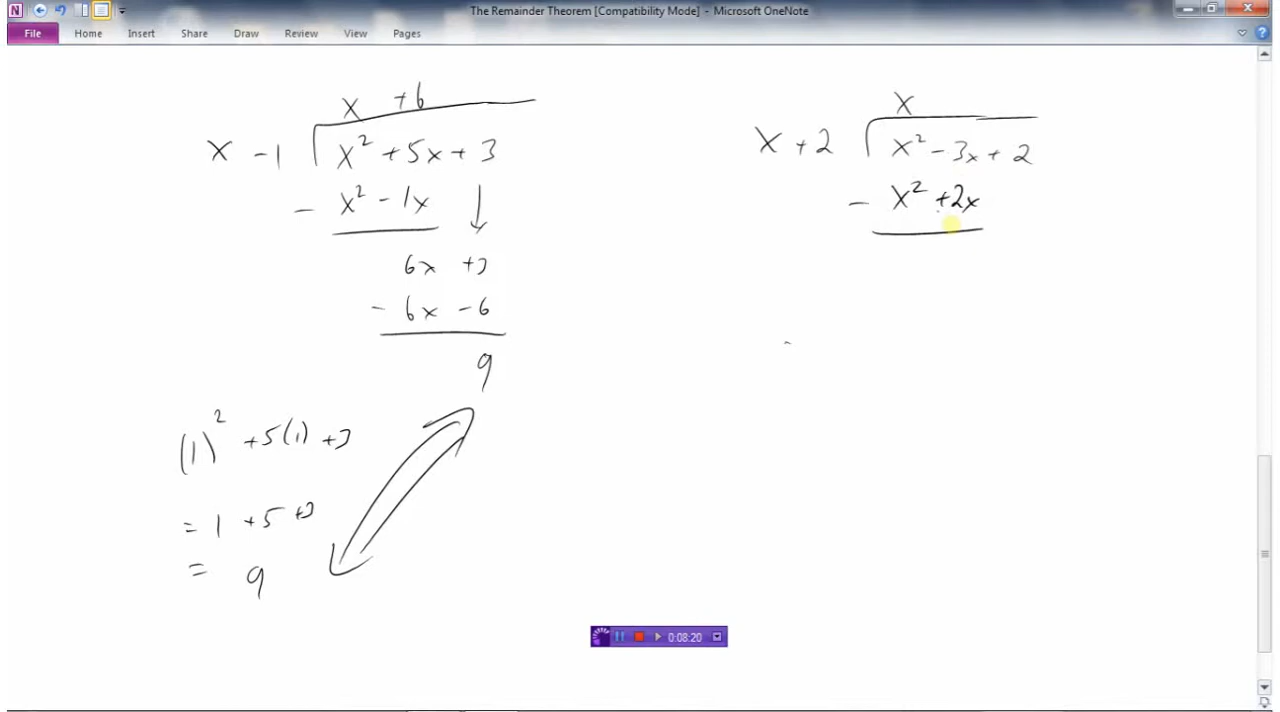 The Remainder Theorem [Compatibility Mode] - Microsoft OneNote
File Home Insert Share Draw Review View Pages
x + 6
x - 1 x² + 5x + 3
- x² - 1x
6x + 3
- 6x - 6
9
(1)² + 5(1) + 3
= 1 + 5 + 3
= 9
x
x + 2 x² - 3x + 2
- x² + 2x
0:08:20